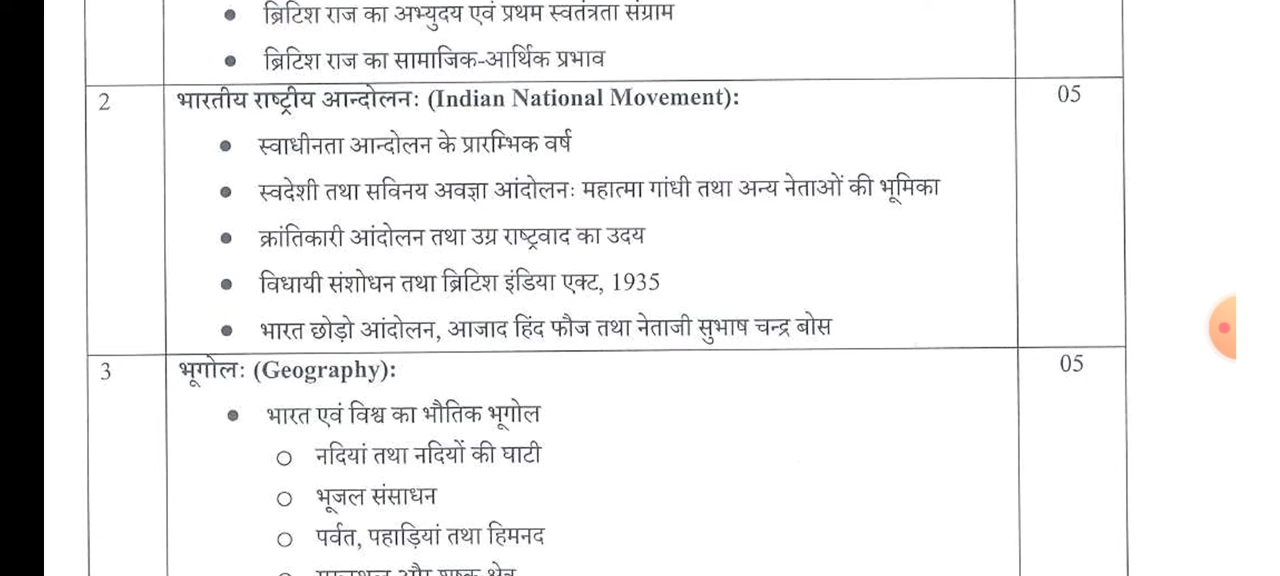 ब्रिटिश राज का अभ्युदय एवं प्रथम स्वतंत्रता संग्राम
ब्रिटिश राज का सामाजिक-आर्थिक प्रभाव
2 भारतीय राष्ट्रीय आन्दोलनः (Indian National Movement): 05
स्वाधीनता आन्दोलन के प्रारम्भिक वर्ष
स्वदेशी तथा सविनय अवज्ञा आंदोलनः महात्मा गांधी तथा अन्य नेताओं की भूमिका
क्रांतिकारी आंदोलन तथा उग्र राष्ट्रवाद का उदय
विधायी संशोधन तथा ब्रिटिश इंडिया एक्ट, 1935
भारत छोड़ो आंदोलन, आजाद हिंद फौज तथा नेताजी सुभाष चन्द्र बोस
3 भूगोलः (Geography): 05
भारत एवं विश्व का भौतिक भूगोल
नदियां तथा नदियों की घाटी
भूजल संसाधन
पर्वत, पहाड़ियां तथा हिमनद
और शुष्क क्षेत्र